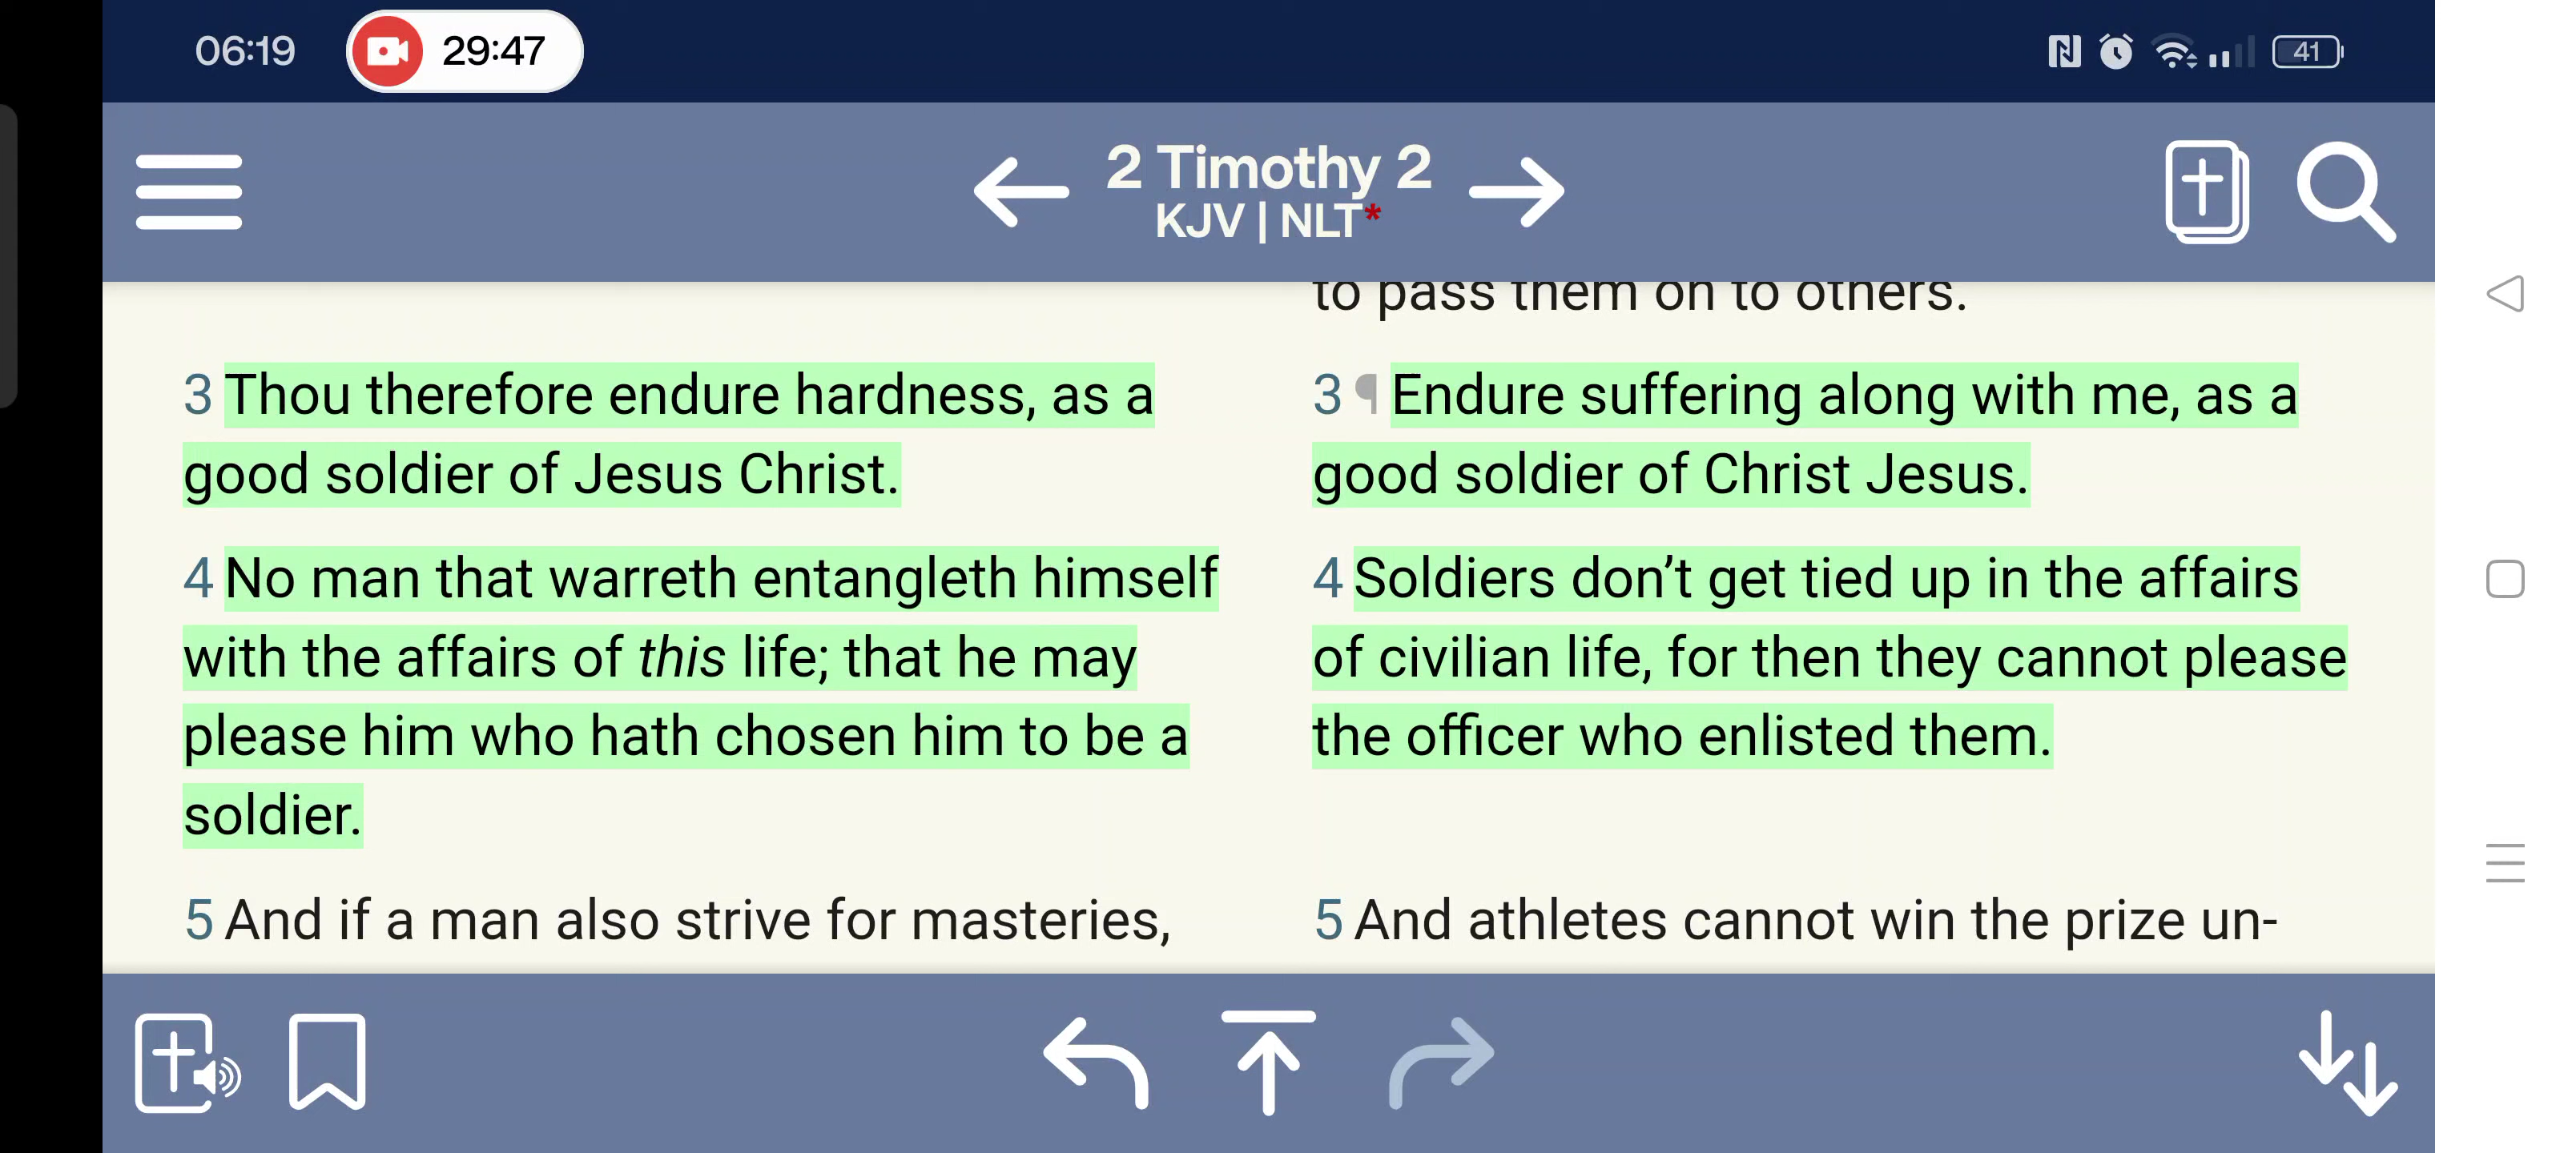 06:19 29:47 41
2 Timothy 2
KJV | NLT*
to pass them on to others.
3 Thou therefore endure hardness, as a
good soldier of Jesus Christ.
4 No man that warreth entangleth himself
with the affairs of this life; that he may
please him who hath chosen him to be a
soldier.
5 And if a man also strive for masteries,
3 ¶ Endure suffering along with me, as a
good soldier of Christ Jesus.
4 Soldiers don’t get tied up in the affairs
of civilian life, for then they cannot please
the officer who enlisted them.
5 And athletes cannot win the prize un-